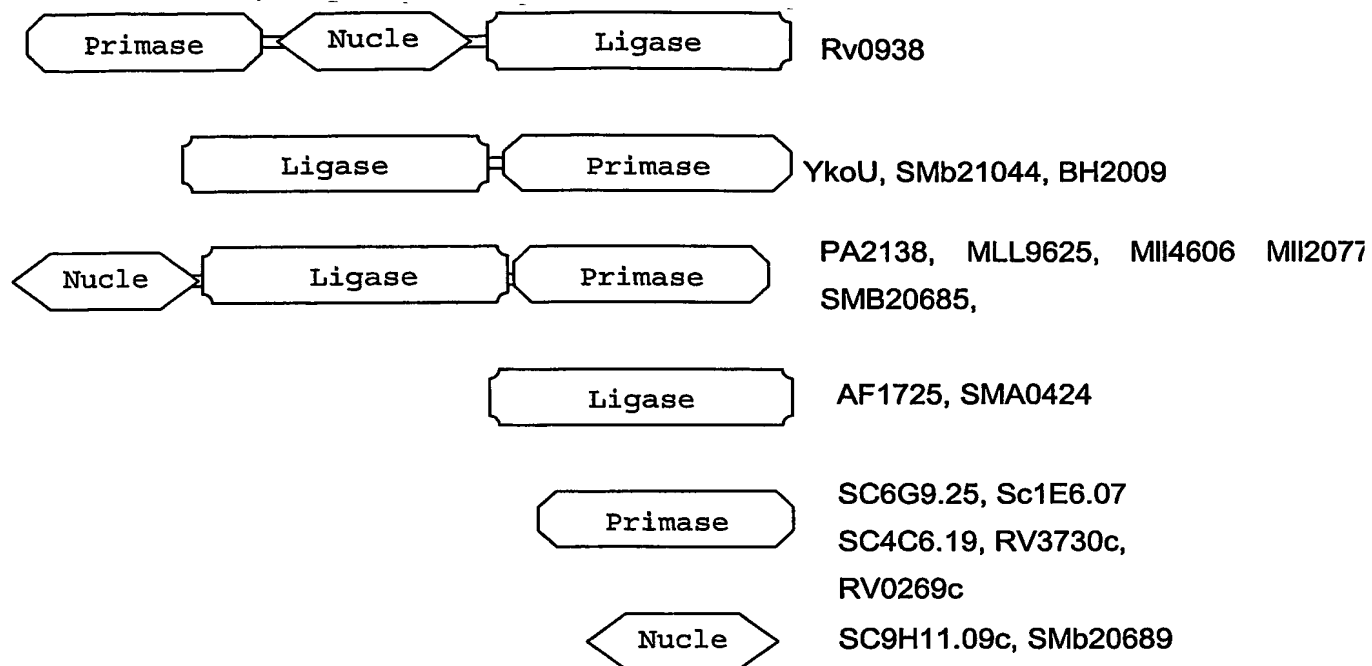 Primase Nucle Ligase Rv0938
Ligase Primase YkoU, SMb21044, BH2009
Nucle Ligase Primase PA2138, MLL9625, Mll4606 Mll2077
SMB20685,
Ligase AF1725, SMA0424
Primase SC6G9.25, Sc1E6.07
SC4C6.19, RV3730c,
RV0269c
Nucle SC9H11.09c, SMb20689